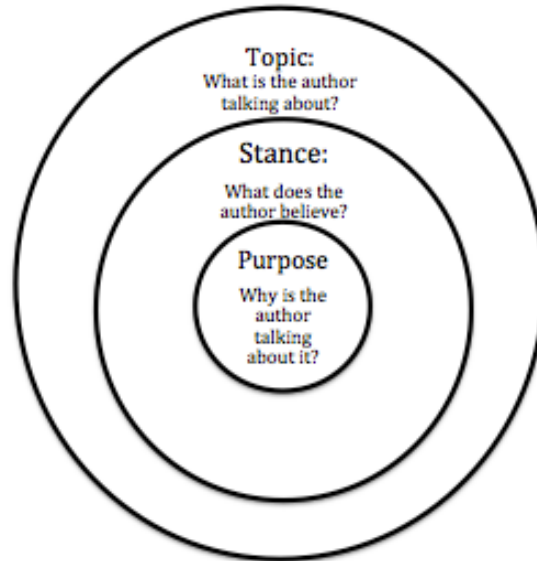 Topic:
What is the author
talking about?
Stance:
What does the
author believe?
Purpose
Why is the
author
talking
about it?